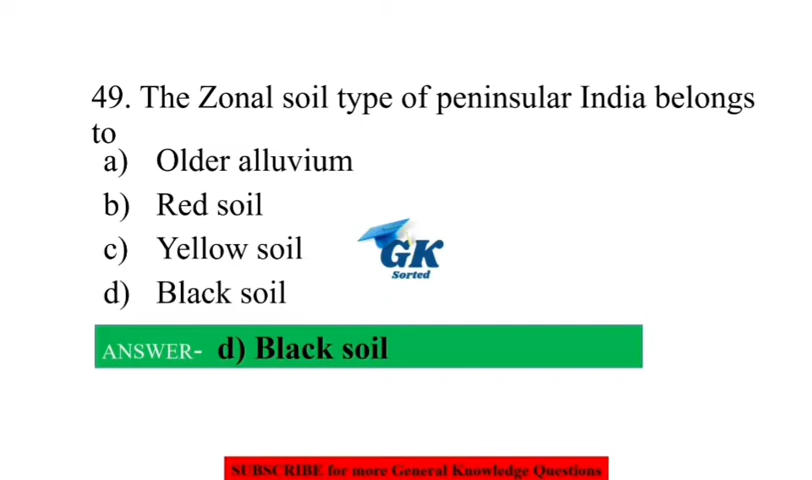 49. The Zonal soil type of peninsular India belongs
to
a) Older alluvium
b) Red soil
c) Yellow soil
d) Black soil
GK
Sorted
ANSWER- d) Black soil
SUBSCRIBE for more General Knowledge Questions